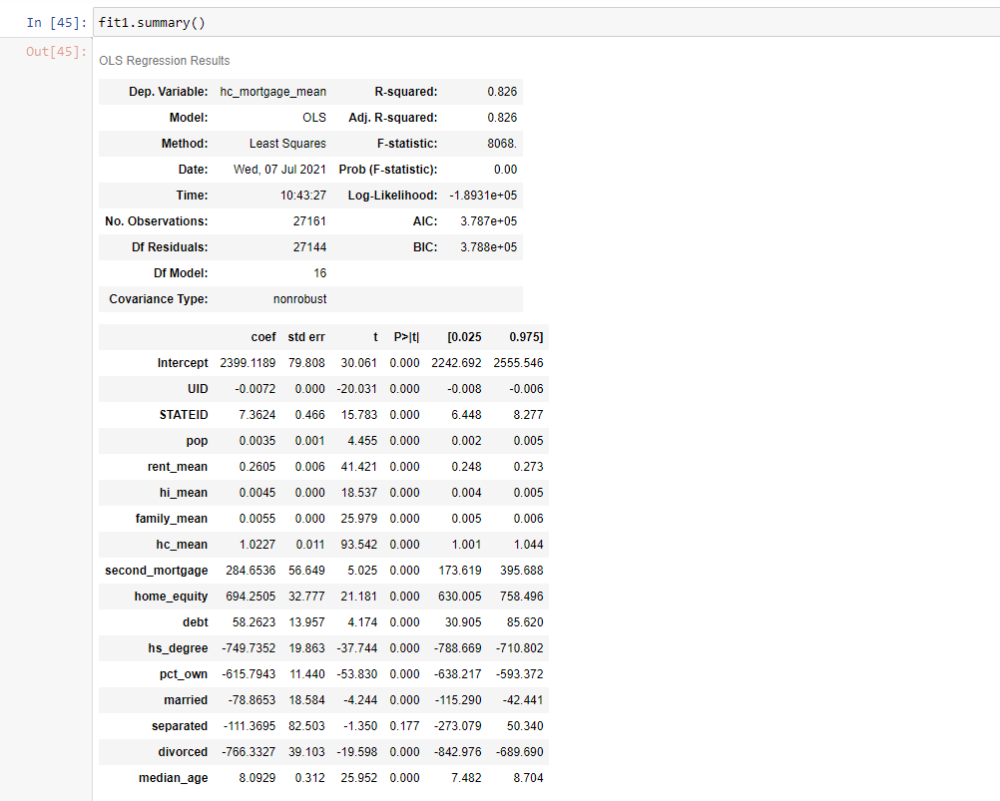 In [45]: fit1.summary()
Out[45]:
OLS Regression Results
Dep. Variable: hc_mortgage_mean R-squared: 0.826
Model: OLS Adj. R-squared: 0.826
Method: Least Squares F-statistic: 8068.
Date: Wed, 07 Jul 2021 Prob (F-statistic): 0.00
Time: 10:43:27 Log-Likelihood: -1.8931e+05
No. Observations: 27161 AIC: 3.787e+05
Df Residuals: 27144 BIC: 3.788e+05
Df Model: 16
Covariance Type: nonrobust
coef std err t P>|t| [0.025 0.975]
Intercept 2399.1189 79.808 30.061 0.000 2242.692 2555.546
UID -0.0072 0.000 -20.031 0.000 -0.008 -0.006
STATEID 7.3624 0.466 15.783 0.000 6.448 8.277
pop 0.0035 0.001 4.455 0.000 0.002 0.005
rent_mean 0.2605 0.006 41.421 0.000 0.248 0.273
hi_mean 0.0045 0.000 18.537 0.000 0.004 0.005
family_mean 0.0055 0.000 25.979 0.000 0.005 0.006
hc_mean 1.0227 0.011 93.542 0.000 1.001 1.044
second_mortgage 284.6536 56.649 5.025 0.000 173.619 395.688
home_equity 694.2505 32.777 21.181 0.000 630.005 758.496
debt 58.2623 13.957 4.174 0.000 30.905 85.620
hs_degree -749.7352 19.863 -37.744 0.000 -788.669 -710.802
pct_own -615.7943 11.440 -53.830 0.000 -638.217 -593.372
married -78.8653 18.584 -4.244 0.000 -115.290 -42.441
separated -111.3695 82.503 -1.350 0.177 -273.079 50.340
divorced -766.3327 39.103 -19.598 0.000 -842.976 -689.690
median_age 8.0929 0.312 25.952 0.000 7.482 8.704